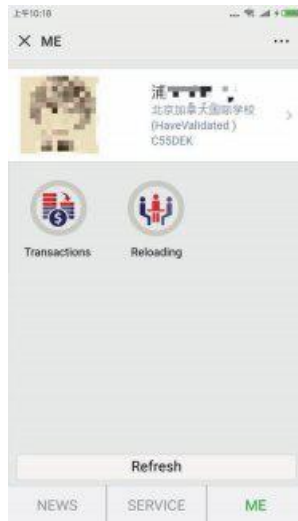 上午10:18
X ME
浦
北京加拿大国际学校
(HaveValidated )
C55DEK
Transactions
Reloading
Refresh
NEWS
SERVICE
ME